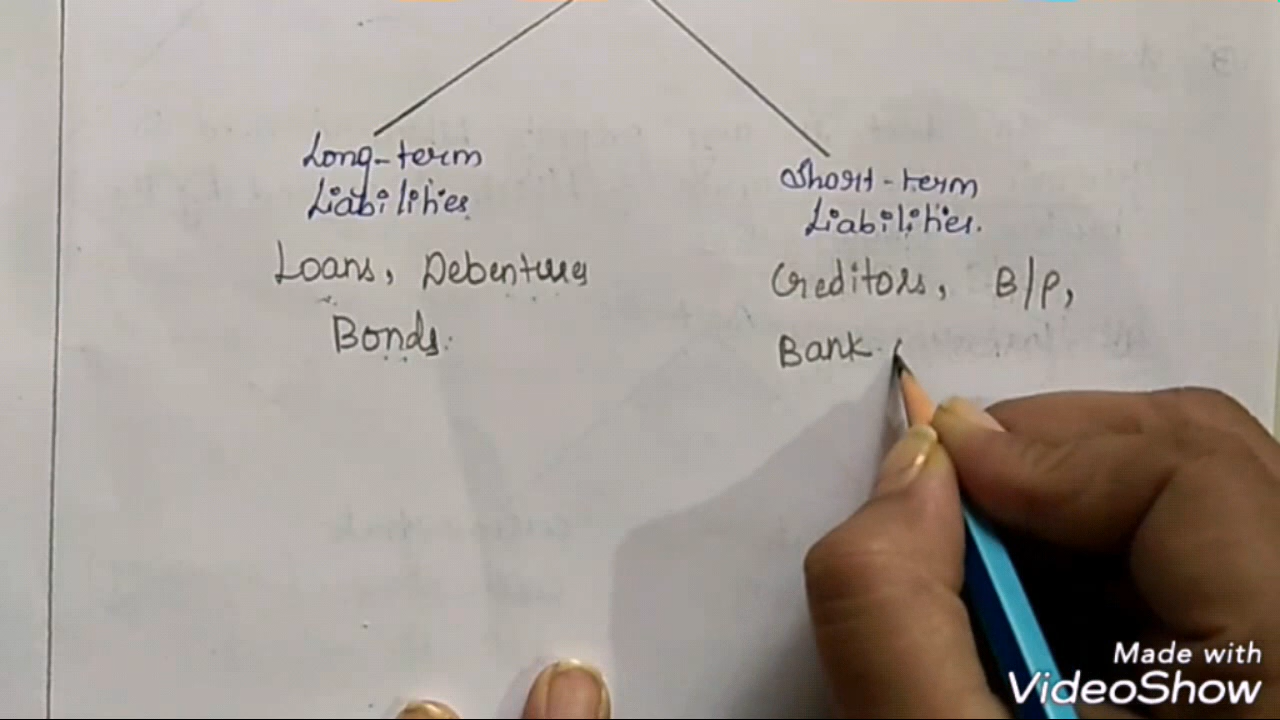 Long-term
Liabilities
Loans, Debentures
Bonds.
Short-term
Liabilities.
Creditors, B/P,
Bank
Made with
VideoShow